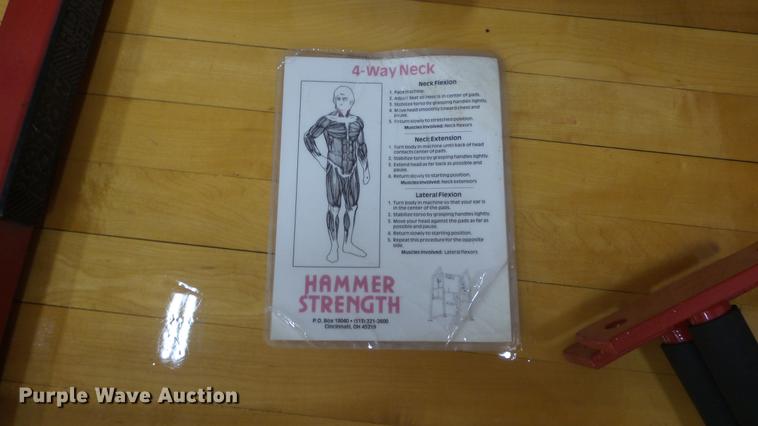 4-Way Neck
Neck Flexion
1. Face machine.
2. Adjust seat so head is in center of pads.
3. Stabilize torso by grasping handles lightly.
4. Move head smoothly toward chest and
pause.
5. Return slowly to stretched position.
Muscles Involved: Neck flexors
Neck Extension
1. Turn body in machine until back of head
contacts center of pads.
2. Stabilize torso by grasping handles lightly.
3. Extend head as far back as possible and
pause.
4. Return slowly to starting position.
Muscles Involved: Neck extensors
Lateral Flexion
1. Turn body in machine so that your ear is
in the center of the pads.
2. Stabilize torso by grasping handles lightly.
3. Move your head against the pads as far as
possible and pause.
4. Return slowly to starting position.
5. Repeat this procedure for the opposite
side.
Muscles Involved: Lateral flexors
HAMMER
STRENGTH
P.O. Box 19040 • (513) 221-2600
Cincinnati, OH 45219
Purple Wave Auction